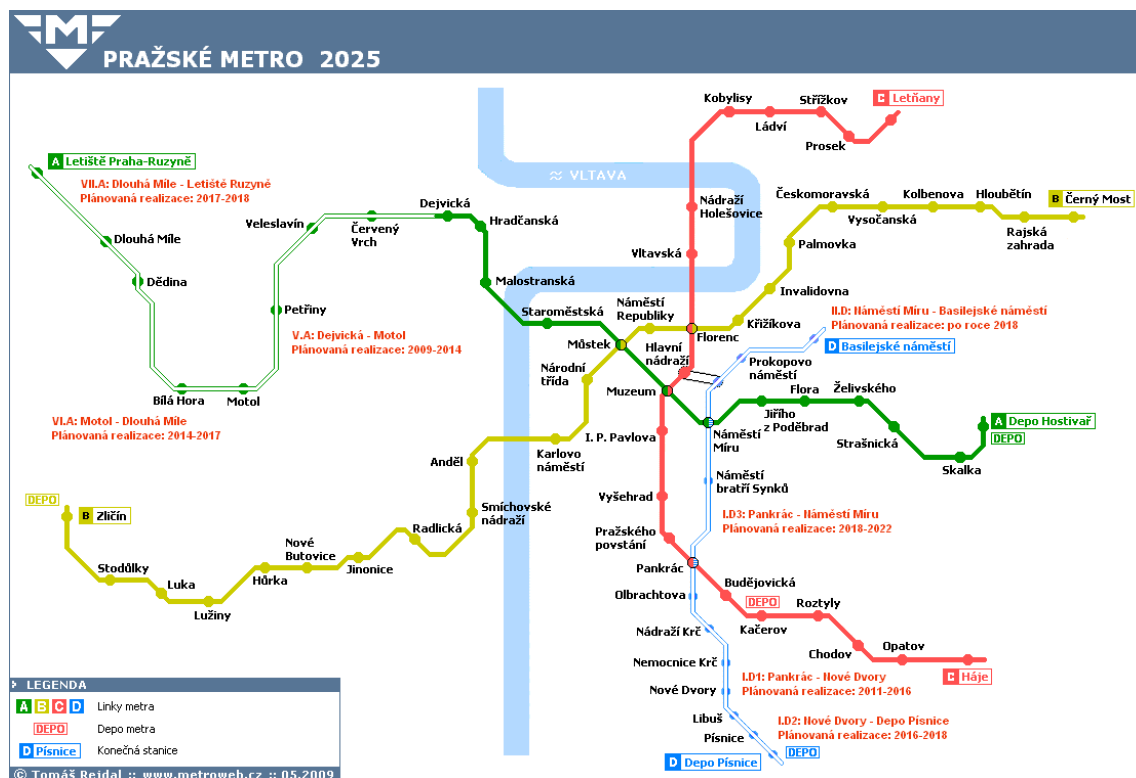 M
PRAŽSKÉ METRO 2025
Kobylisy
Střížkov
C Letňany
Ládví
Prosek
A Letiště Praha-Ruzyně
≈ VLTAVA
VII.A: Dlouhá Míle - Letiště Ruzyně
Plánovaná realizace: 2017-2018
Českomoravská
Kolbenova
Hloubětín
B Černý Most
Nádraží
Holešovice
Dejvická
Veleslavín
Červený
Vrch
Hradčanská
Vysočanská
Rajská
zahrada
Dlouhá Míle
Palmovka
Vltavská
Dědina
Malostranská
Invalidovna
Petřiny
Staroměstská
Náměstí
Republiky
II.D: Náměstí Míru - Basilejské náměstí
Plánovaná realizace: po roce 2018
Křižíkova
Florenc
V.A: Dejvická - Motol
Plánovaná realizace: 2009-2014
Můstek
Hlavní
nádraží
D Basilejské náměstí
Prokopovo
náměstí
Národní
třída
Muzeum
Flora
Želivského
Bílá Hora
Motol
VI.A: Motol - Dlouhá Míle
Plánovaná realizace: 2014-2017
Jiřího
z Poděbrad
A Depo Hostivař
DEPO
I. P. Pavlova
Náměstí
Míru
Strašnická
Karlovo
náměstí
Skalka
Anděl
Náměstí
bratří Synků
DEPO
B Zličín
Vyšehrad
Smíchovské
nádraží
I.D3: Pankrác - Náměstí Míru
Plánovaná realizace: 2018-2022
Radlická
Pražského
povstání
Nové
Butovice
Stodůlky
Hůrka
Jinonice
Pankrác
Luka
Budějovická
Olbrachtova
DEPO
Roztyly
Lužiny
Nádraží Krč
Kačerov
Chodov
Opatov
Nemocnice Krč
C Háje
I.D1: Pankrác - Nové Dvory
Plánovaná realizace: 2011-2016
Nové Dvory
LEGENDA
A B C D Linky metra
DEPO Depo metra
D Písnice Konečná stanice
Libuš
I.D2: Nové Dvory - Depo Písnice
Plánovaná realizace: 2016-2018
Písnice
DEPO
D Depo Písnice
© Tomáš Rejdal :: www.metroweb.cz :: 05.2009